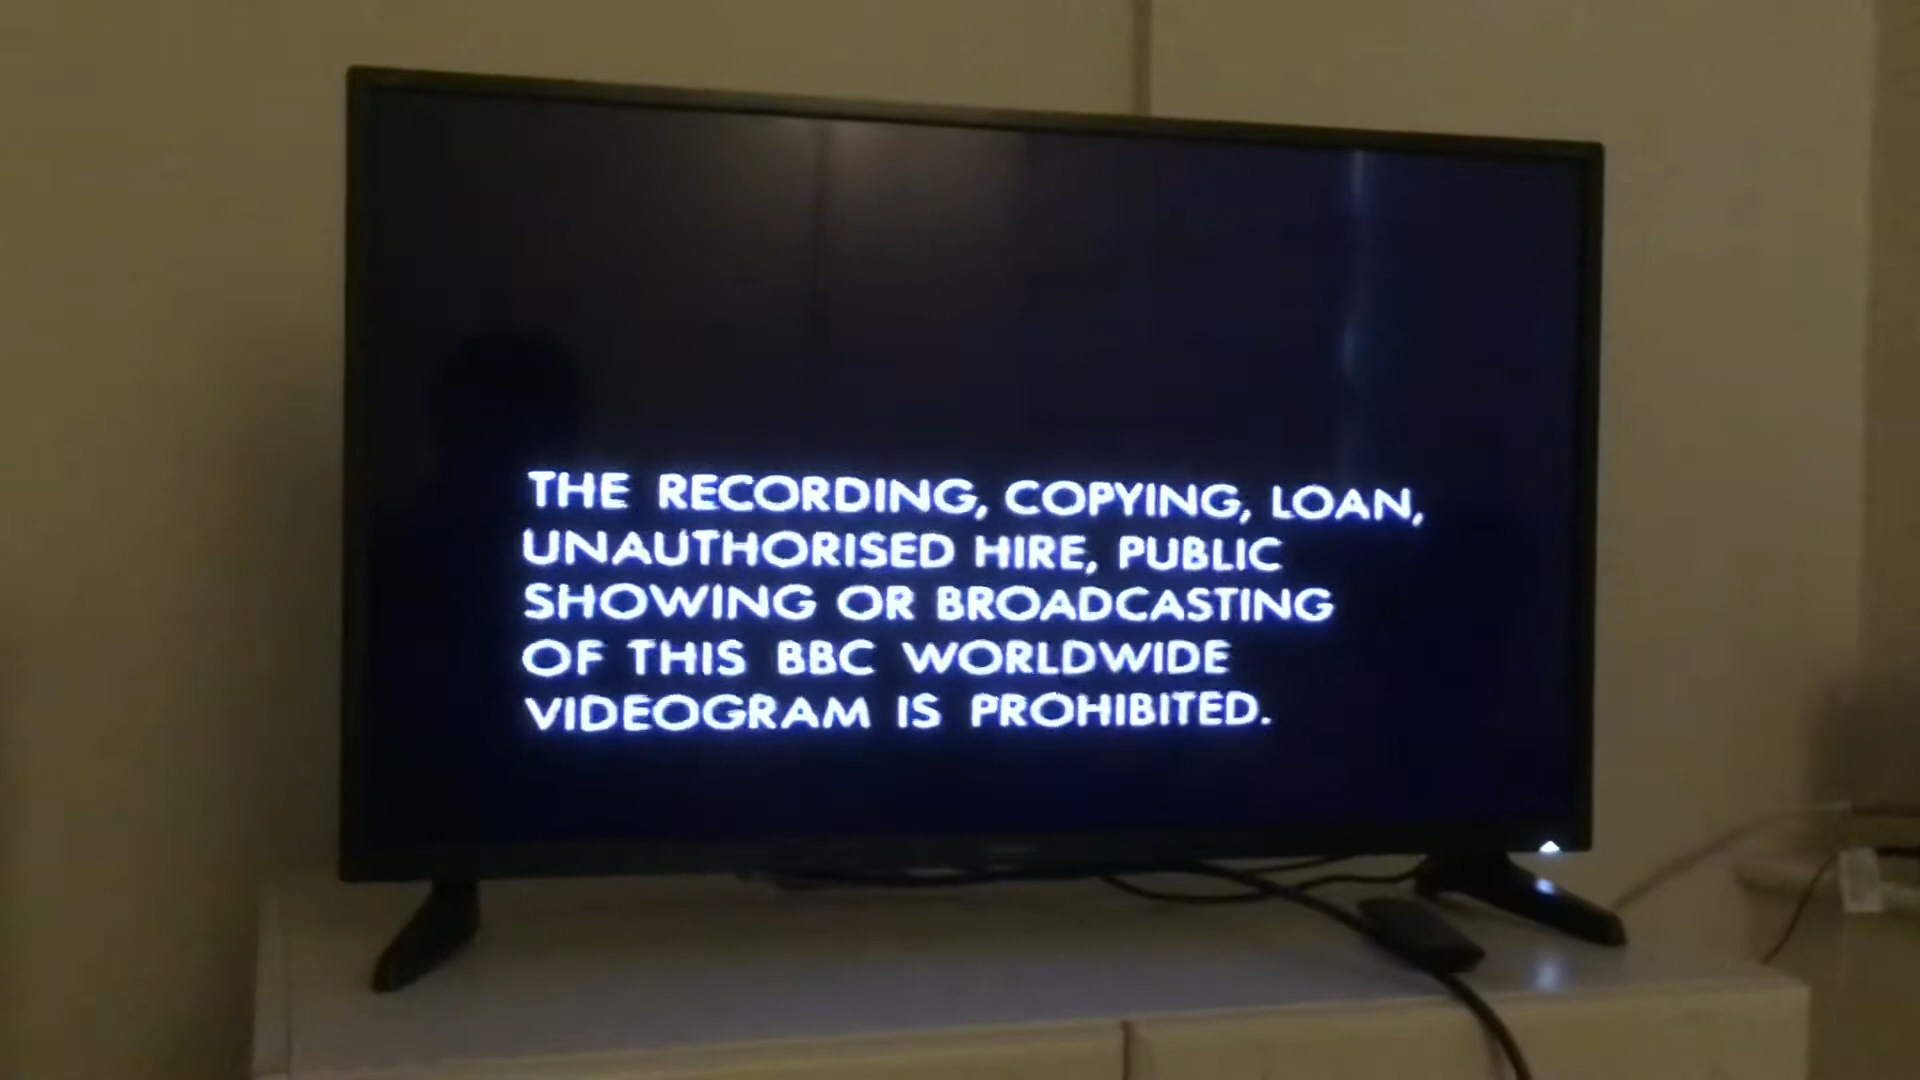 THE RECORDING, COPYING, LOAN,
UNAUTHORISED HIRE, PUBLIC
SHOWING OR BROADCASTING
OF THIS BBC WORLDWIDE
VIDEOGRAM IS PROHIBITED.